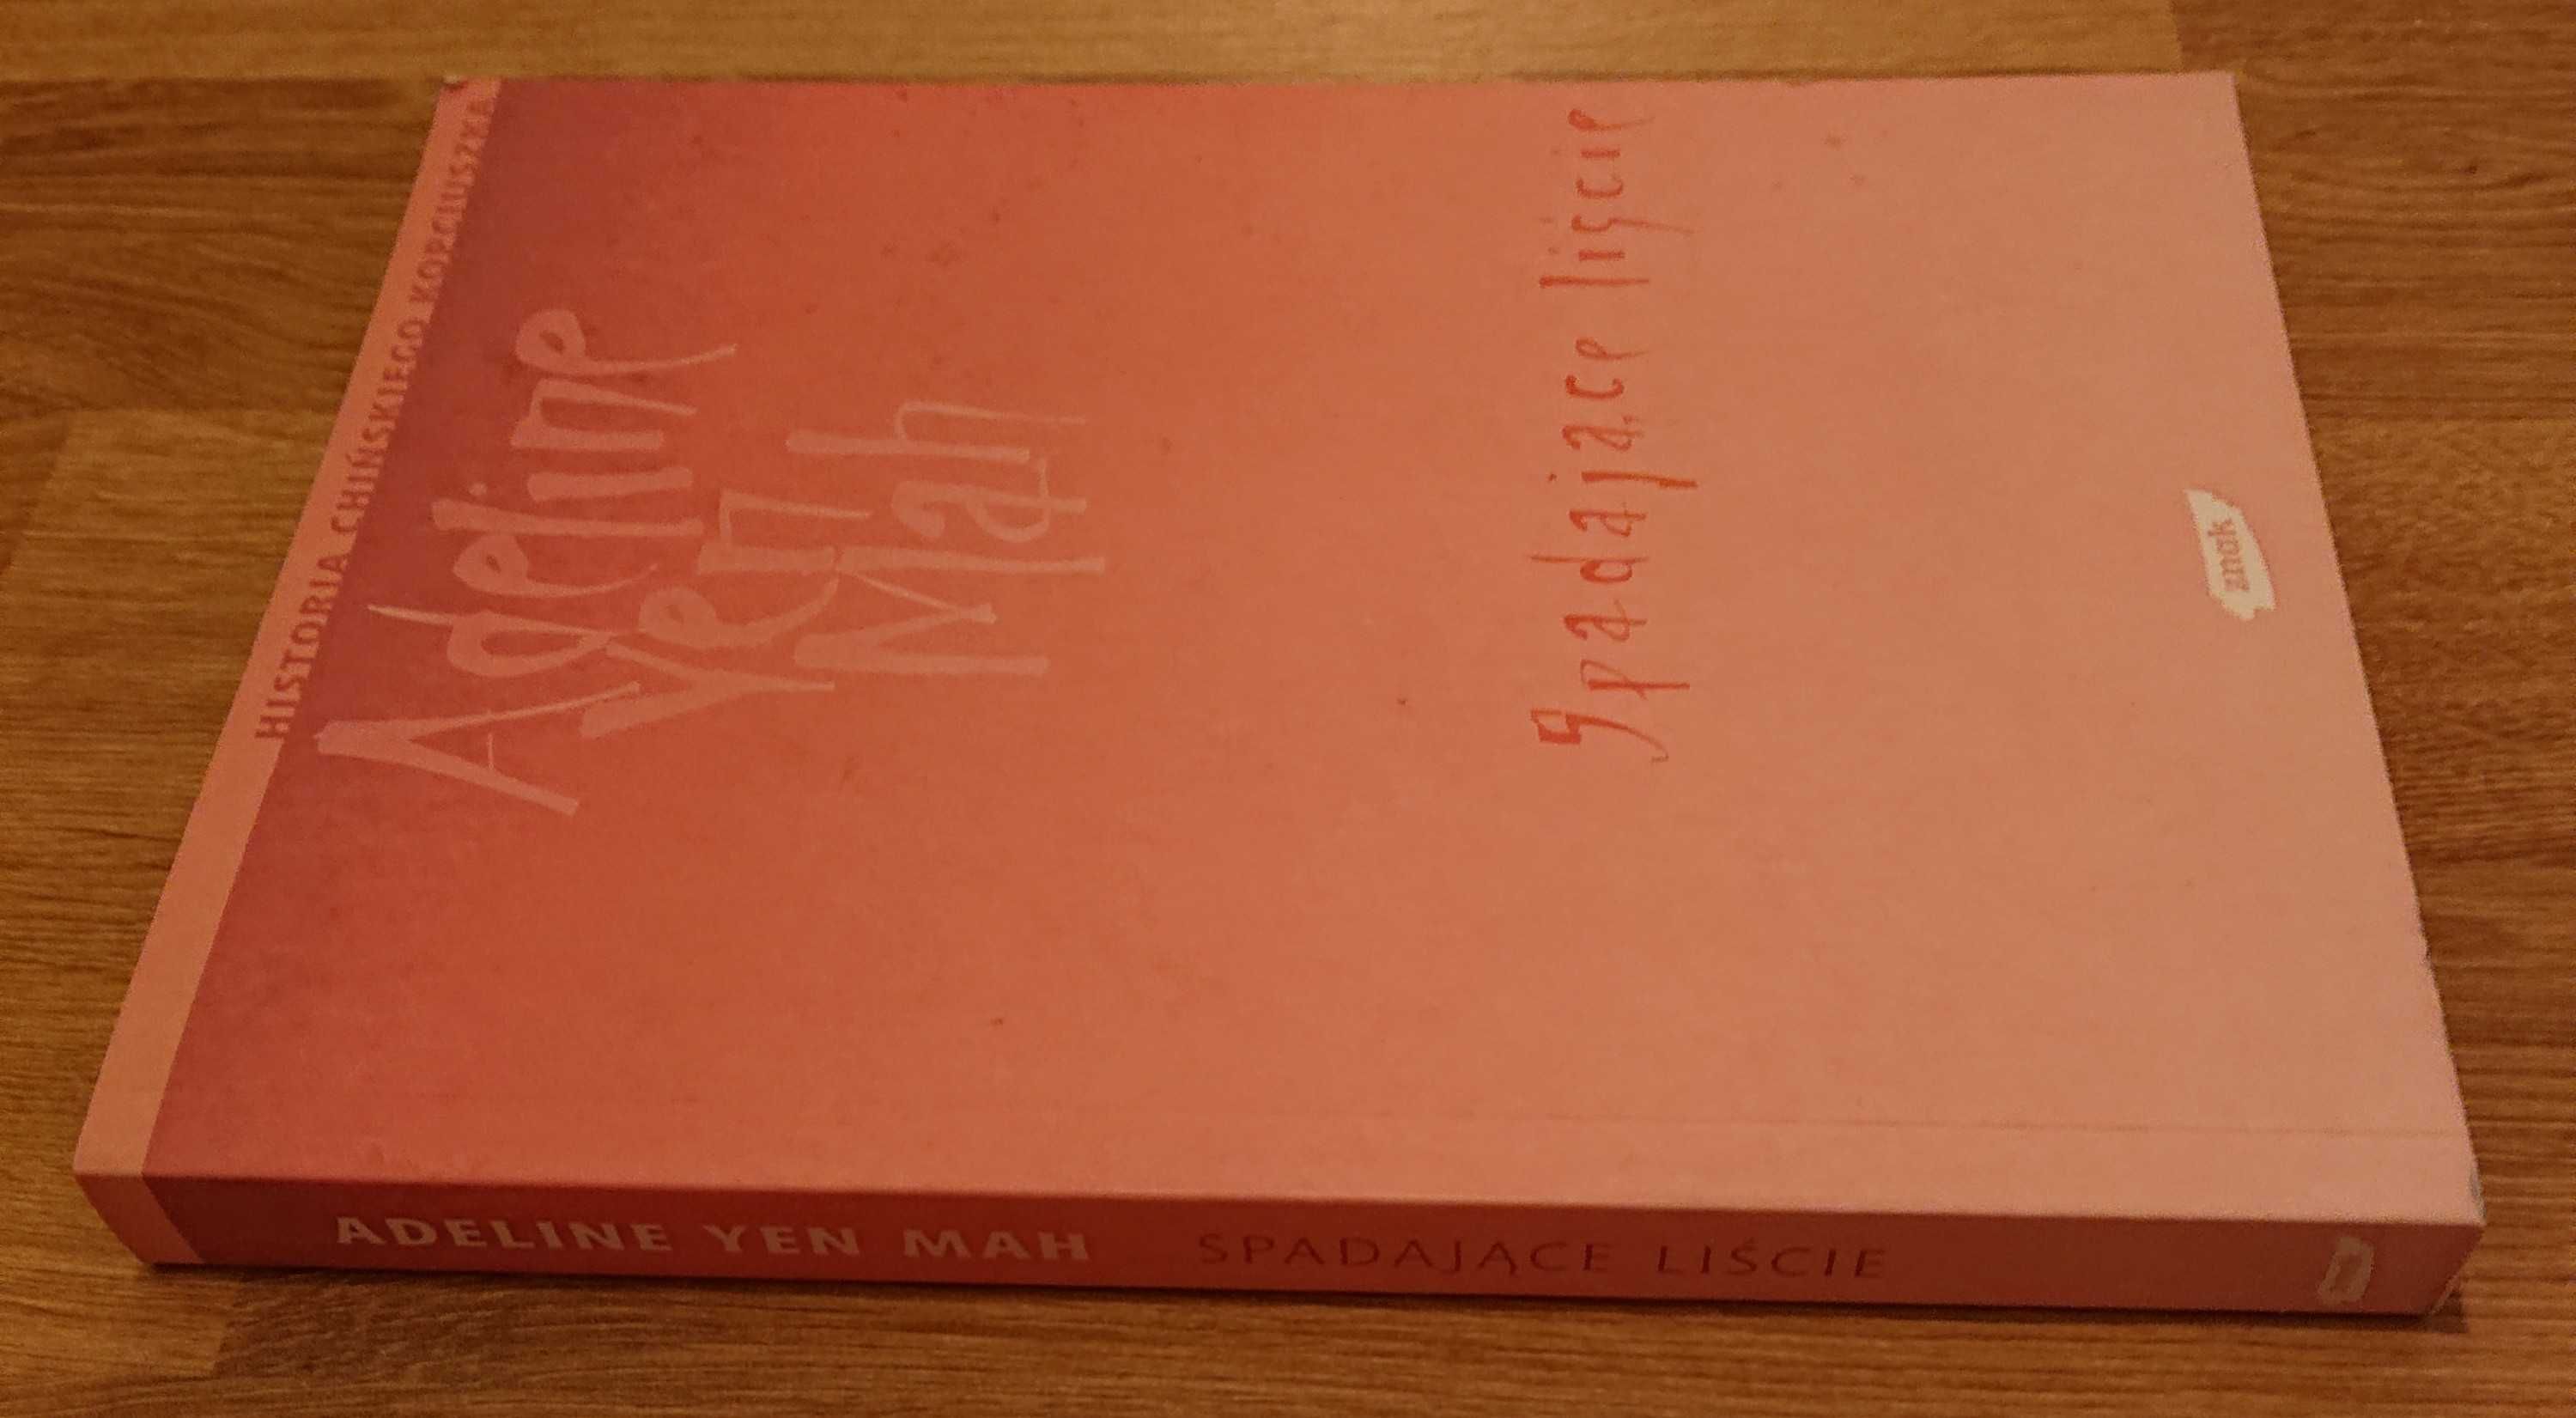 HISTORIA CHIŃSKIEGO KOPCIUSZKA
Adeline
Yen
Mah
Spadające liście
znak
ADELINE YEN MAH SPADAJĄCE LIŚCIE